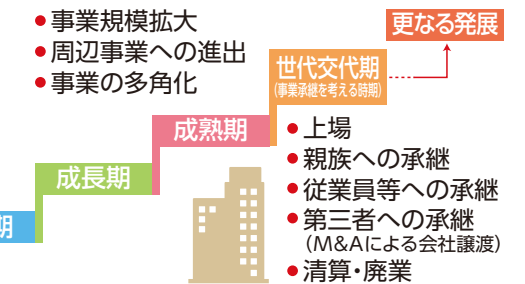 ●事業規模拡大
●周辺事業への進出
●事業の多角化
更なる発展
世代交代期
(事業承継を考える時期)
成熟期
成長期
期
●上場
●親族への承継
●従業員等への承継
●第三者への承継
(M&Aによる会社譲渡)
●清算・廃業